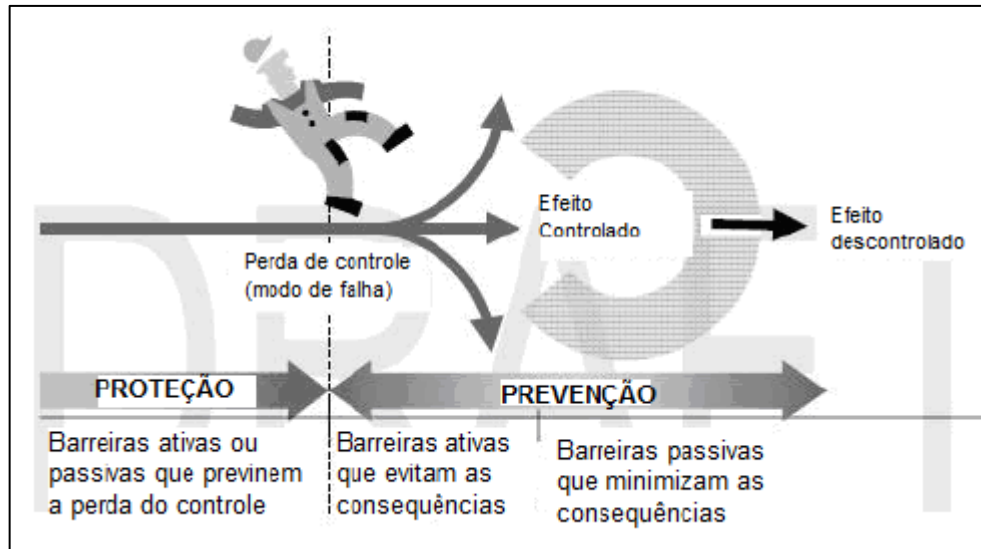 Efeito
Controlado
Efeito
descontrolado
Perda de controle
(modo de falha)
PROTEÇÃO
PREVENÇÃO
Barreiras ativas ou
passivas que previnem
a perda do controle
Barreiras ativas
que evitam as
consequências
Barreiras passivas
que minimizam as
consequências
DRAFT